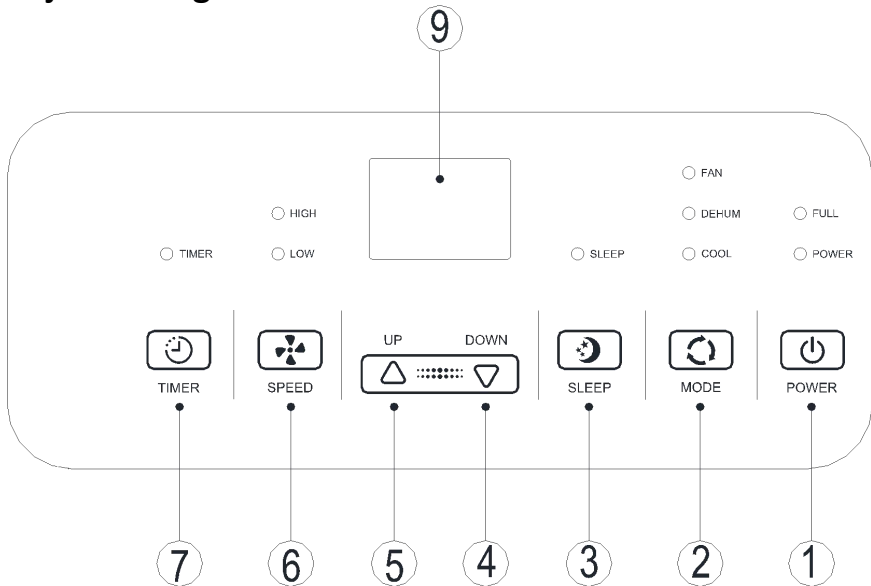 9
FAN
HIGH DEHUM FULL
TIMER LOW SLEEP COOL POWER
UP DOWN
TIMER SPEED SLEEP MODE POWER
7 6 5 4 3 2 1